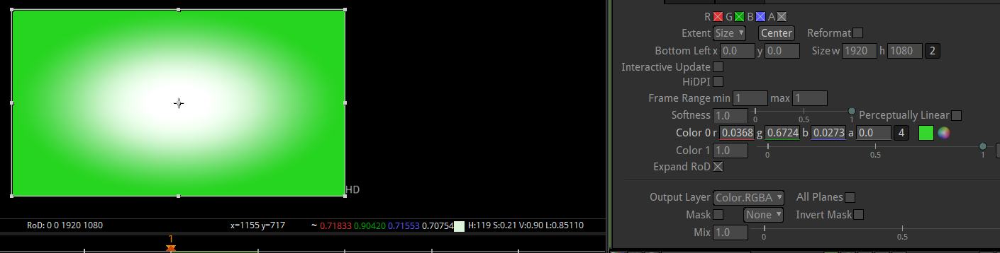 R G B A
Extent Size Center Reformat
Bottom Left x 0.0 y 0.0 Size w 1920 h 1080 2
Interactive Update
HiDPI
Frame Range min 1 max 1
Softness 1.0 0 0.5 1 Perceptually Linear
Color 0 r 0.0368 g 0.6724 b 0.0273 a 0.0 4
Color 1 1.0 0 0.5 1
Expand RoD
HD
Output Layer Color.RGBA All Planes
Mask None Invert Mask
Mix 1.0 0 0.5
RoD: 0 0 1920 1080 x=1155 y=717 ~ 0.71833 0.90420 0.71553 0.70754 H:119 S:0.21 V:0.90 L:0.85110
1